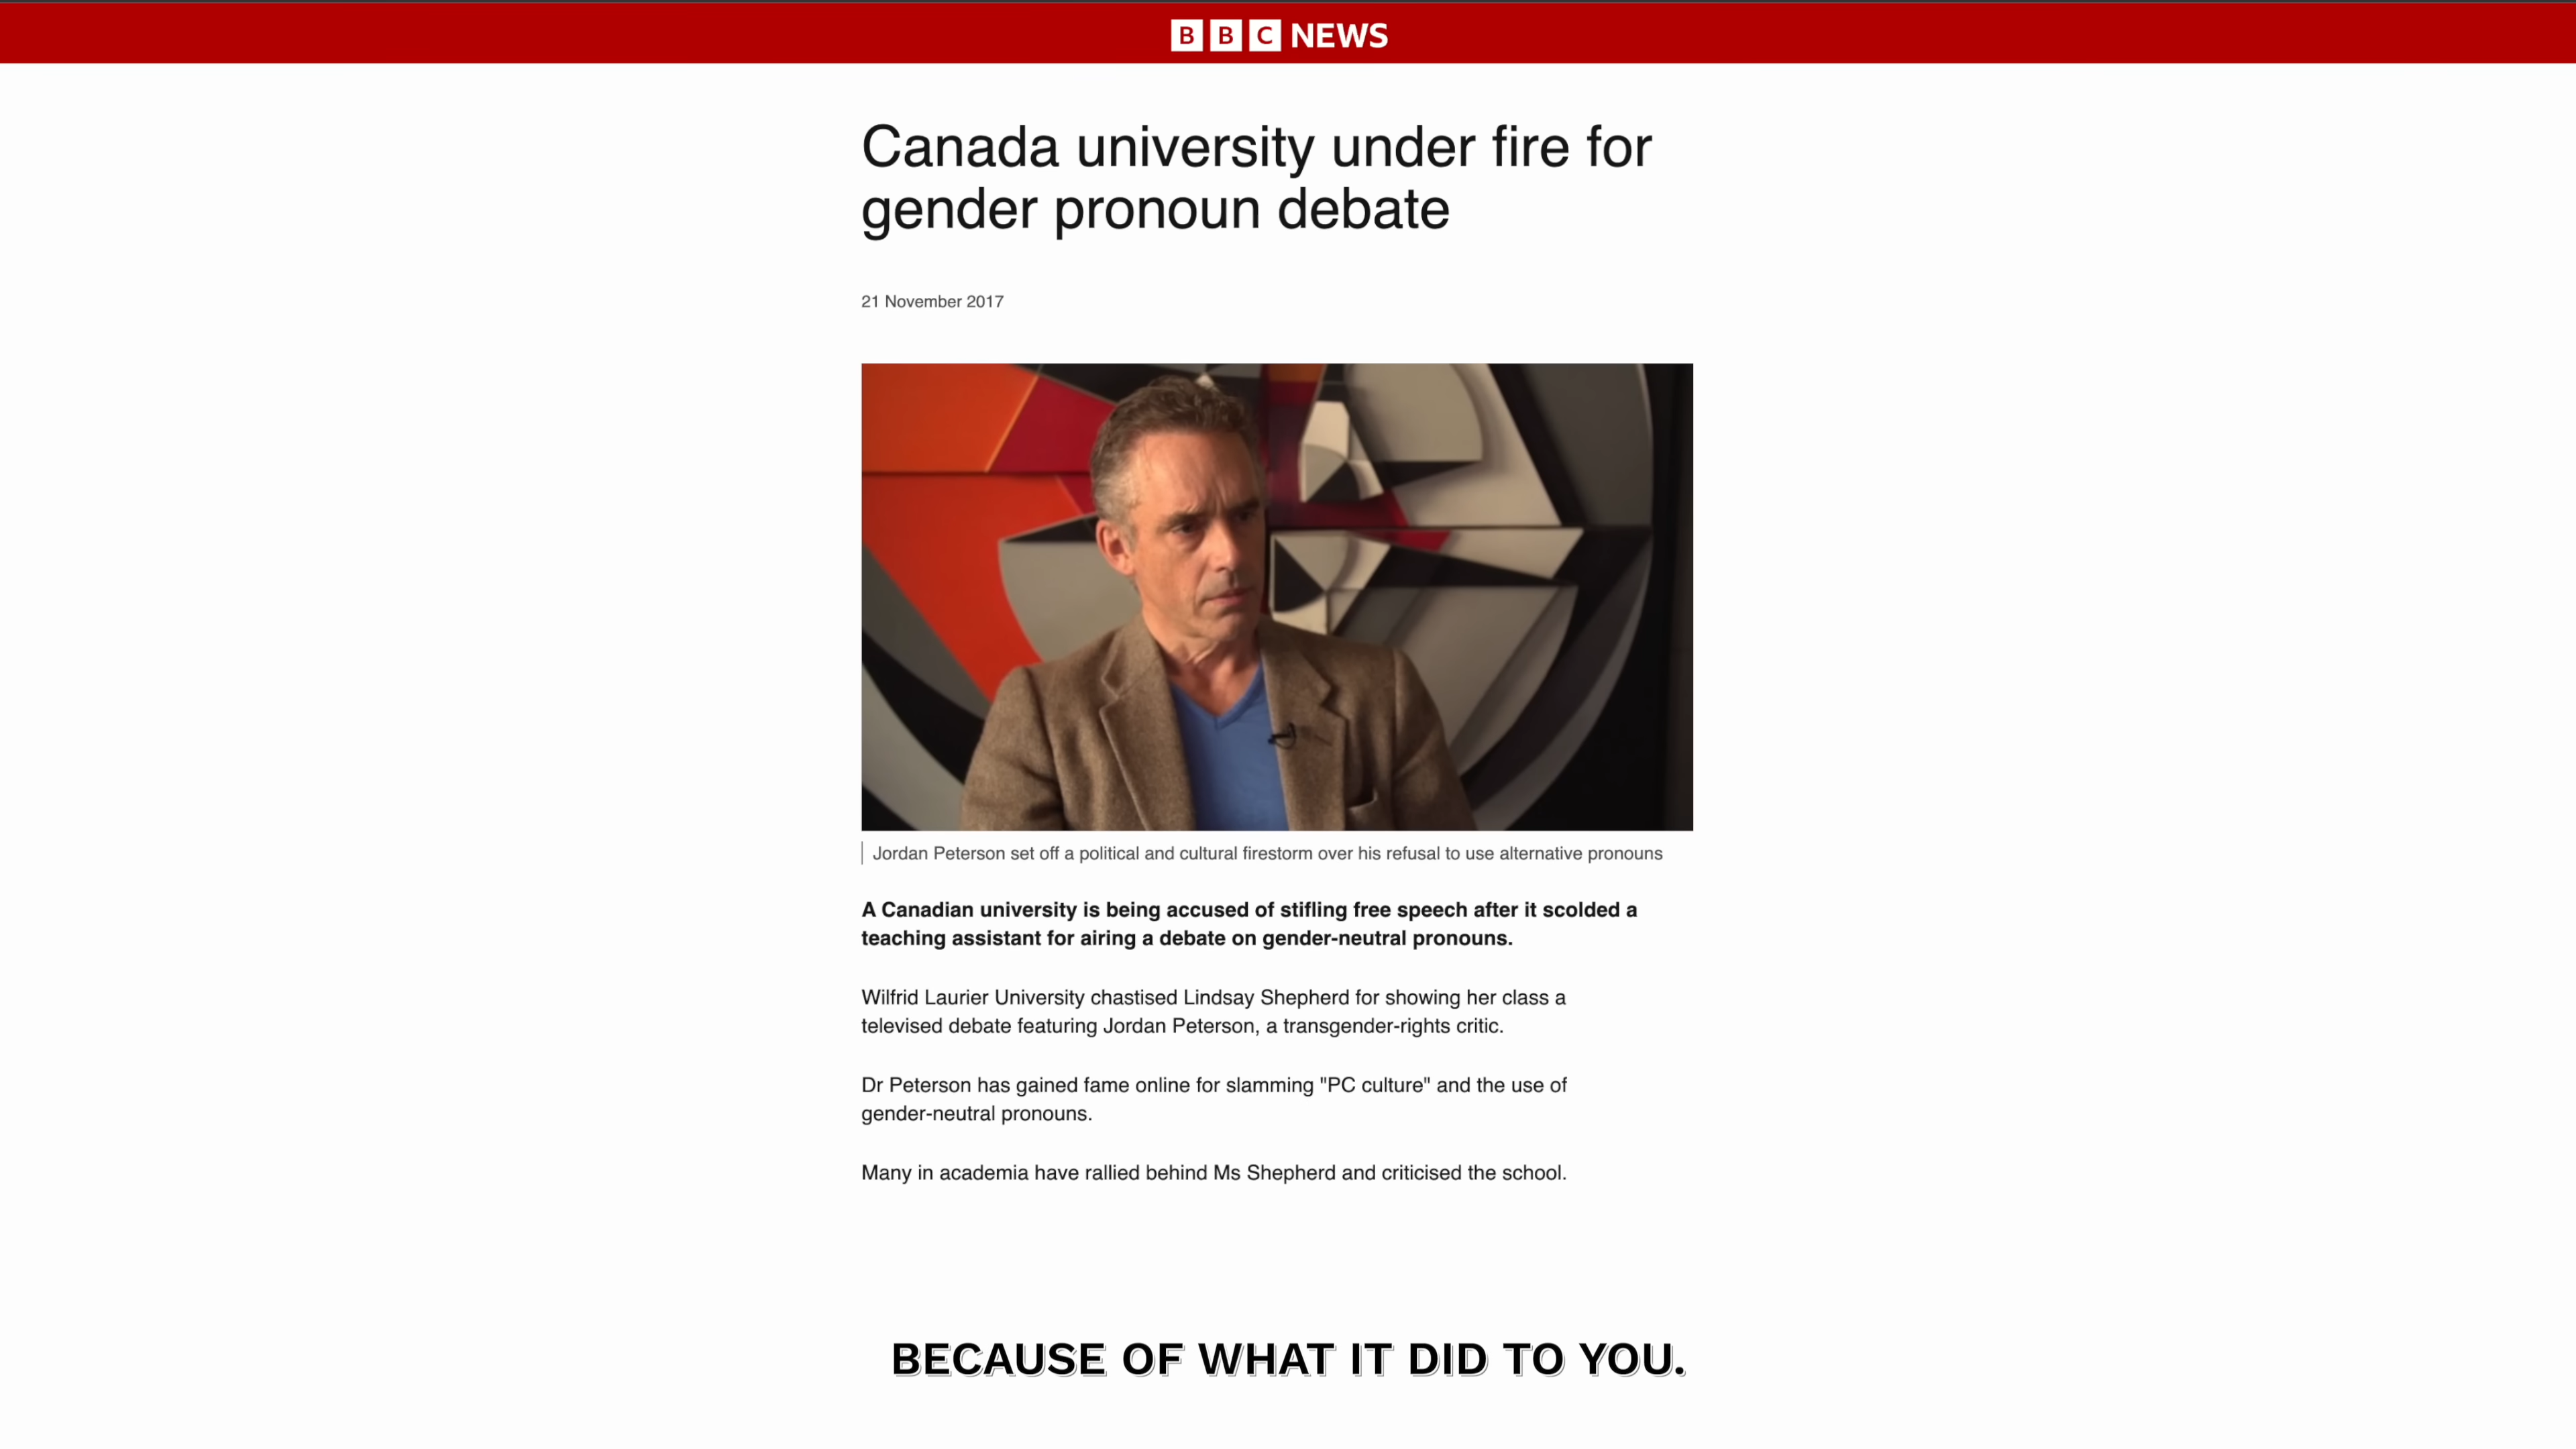 BBC NEWS
Canada university under fire for
gender pronoun debate
21 November 2017
Jordan Peterson set off a political and cultural firestorm over his refusal to use alternative pronouns
A Canadian university is being accused of stifling free speech after it scolded a
teaching assistant for airing a debate on gender-neutral pronouns.
Wilfrid Laurier University chastised Lindsay Shepherd for showing her class a
televised debate featuring Jordan Peterson, a transgender-rights critic.
Dr Peterson has gained fame online for slamming "PC culture" and the use of
gender-neutral pronouns.
Many in academia have rallied behind Ms Shepherd and criticised the school.
BECAUSE OF WHAT IT DID TO YOU.